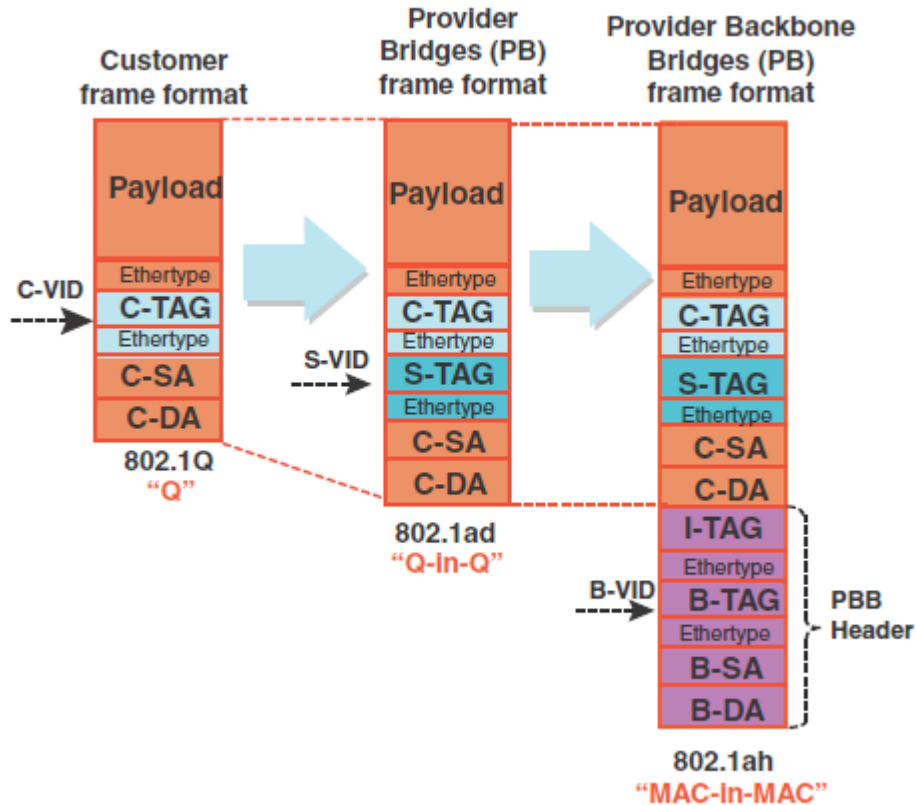 Customer
frame format
Provider
Bridges (PB)
frame format
Provider Backbone
Bridges (PB)
frame format
Payload
Ethertype
C-VID
C-TAG
Ethertype
C-SA
C-DA
802.1Q
“Q”
Payload
Ethertype
C-TAG
Ethertype
S-VID
S-TAG
Ethertype
C-SA
C-DA
802.1ad
“Q-in-Q”
Payload
Ethertype
C-TAG
Ethertype
S-TAG
Ethertype
C-SA
C-DA
I-TAG
Ethertype
B-VID
B-TAG
Ethertype
B-SA
B-DA
PBB
Header
802.1ah
“MAC-in-MAC”